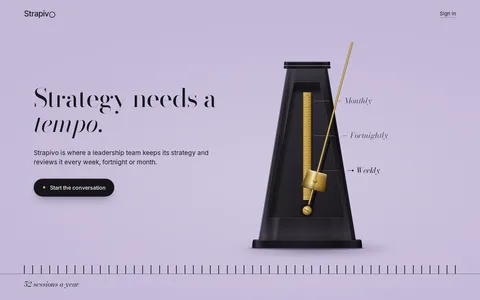 Strapivo
Sign in
Strategy needs a
tempo.
Strapivo is where a leadership team keeps its strategy and
reviews it every week, fortnight or month.
Start the conversation
Monthly
Fortnightly
Weekly
52 sessions a year